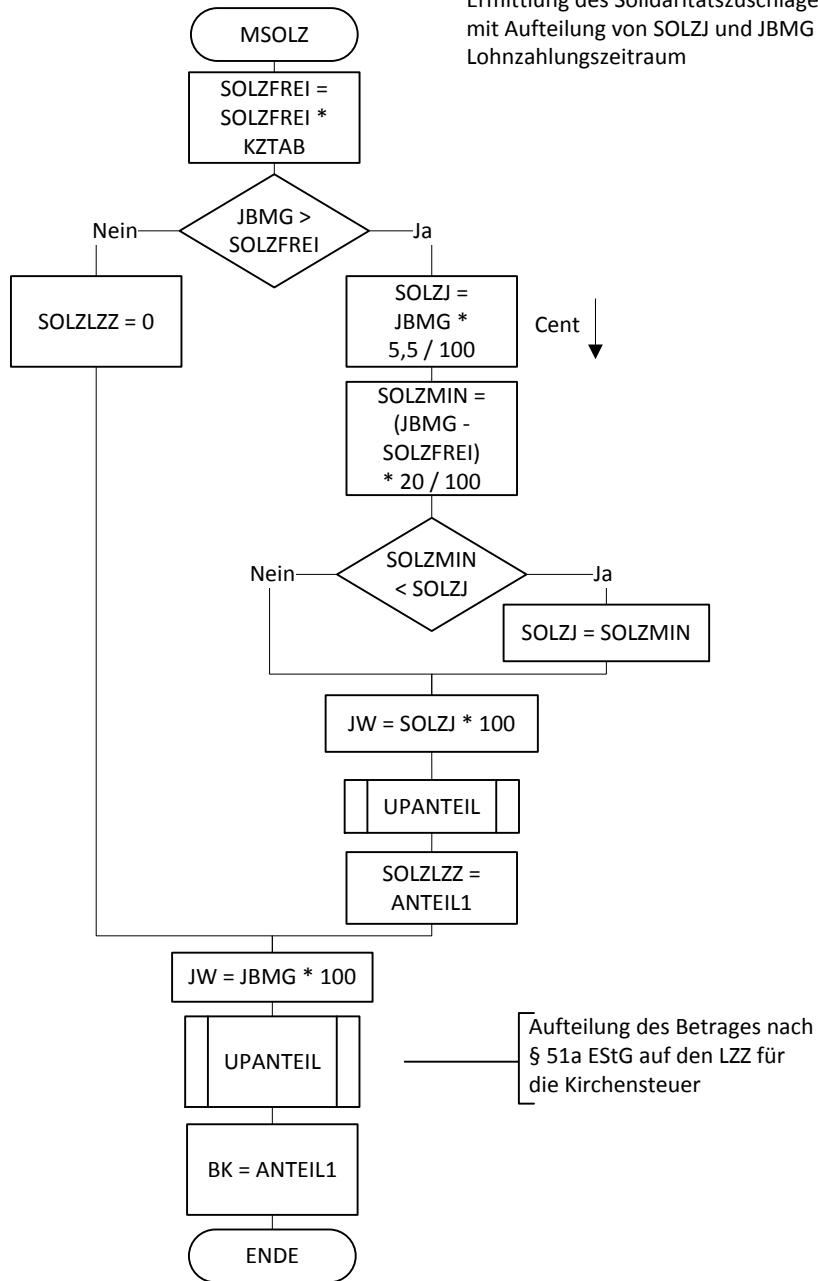 Ermittlung des Solidaritätszuschlages
mit Aufteilung von SOLZJ und JBMG
Lohnzahlungszeitraum
MSOLZ
SOLZFREI =
SOLZFREI *
KZTAB
JBMG >
SOLZFREI
Nein
Ja
SOLZLZZ = 0
SOLZJ =
JBMG *
5,5 / 100
Cent
SOLZMIN =
(JBMG -
SOLZFREI)
* 20 / 100
SOLZMIN
< SOLZJ
Nein
Ja
SOLZJ = SOLZMIN
JW = SOLZJ * 100
UPANTEIL
SOLZLZZ =
ANTEIL1
JW = JBMG * 100
UPANTEIL
Aufteilung des Betrages nach
§ 51a EStG auf den LZZ für
die Kirchensteuer
BK = ANTEIL1
ENDE